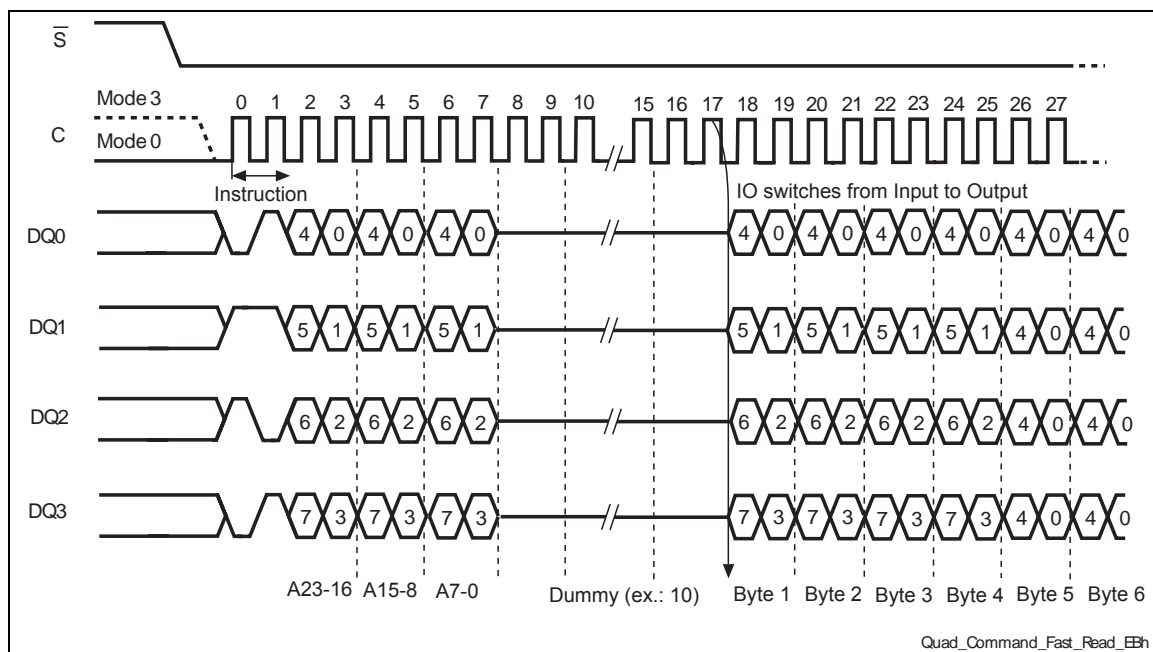 S
Mode 3
0 1 2 3 4 5 6 7 8 9 10 15 16 17 18 19 20 21 22 23 24 25 26 27
C
Mode 0
Instruction
IO switches from Input to Output
DQ0
4 0 4 0 4 0 4 0 4 0 4 0 4 0 4 0 4 0
DQ1
5 1 5 1 5 1 5 1 5 1 5 1 5 1 4 0 4 0
DQ2
6 2 6 2 6 2 6 2 6 2 6 2 6 2 4 0 4 0
DQ3
7 3 7 3 7 3 7 3 7 3 7 3 7 3 4 0 4 0
A23-16 A15-8 A7-0 Dummy (ex.: 10) Byte 1 Byte 2 Byte 3 Byte 4 Byte 5 Byte 6
Quad_Command_Fast_Read_EBh